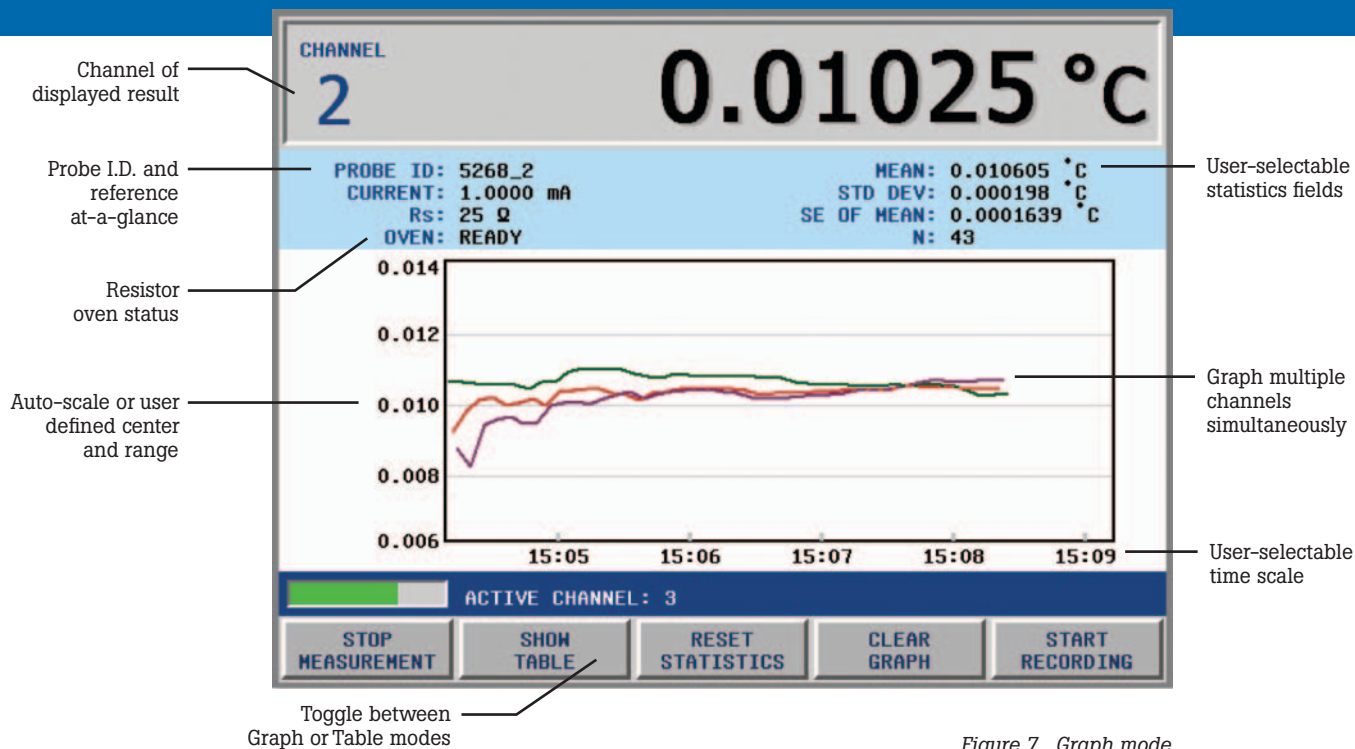 CHANNEL
2
0.01025 °C
Channel of
displayed result
Probe I.D. and
reference
at-a-glance
PROBE ID: 5268_2
CURRENT: 1.0000 mA
Rs: 25 Ω
OVEN: READY
MEAN: 0.010605 °C
STD DEV: 0.000198 °C
SE OF MEAN: 0.0001639 °C
N: 43
User-selectable
statistics fields
Resistor
oven status
0.014
0.012
0.010
0.008
0.006
Auto-scale or user
defined center
and range
Graph multiple
channels
simultaneously
15:05 15:06 15:07 15:08 15:09
User-selectable
time scale
ACTIVE CHANNEL: 3
STOP
MEASUREMENT
SHOW
TABLE
RESET
STATISTICS
CLEAR
GRAPH
START
RECORDING
Toggle between
Graph or Table modes
Figure 7. Graph mode